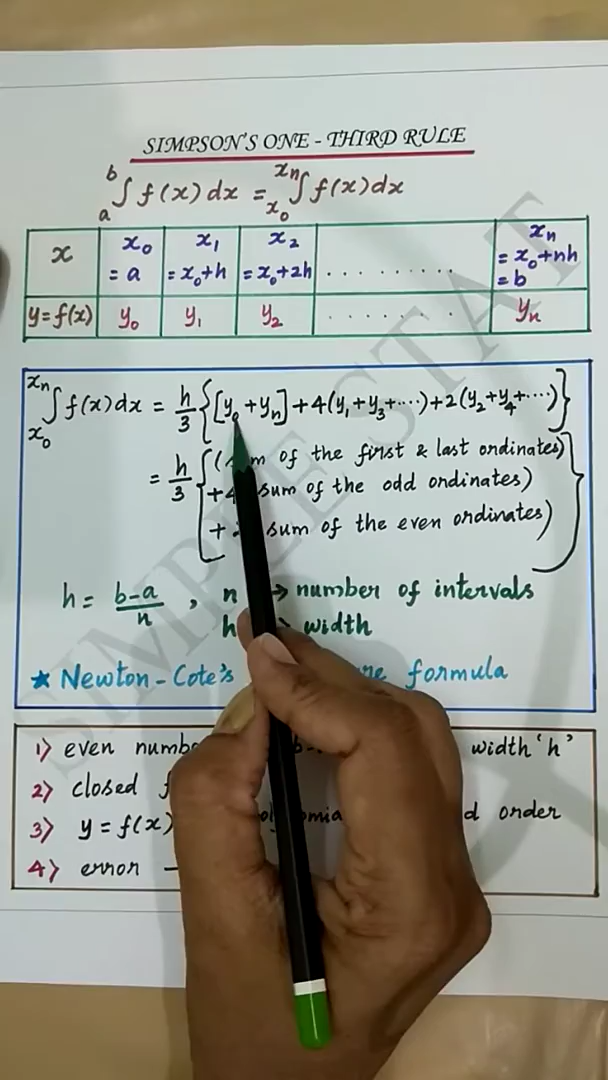 SIMPSON'S ONE - THIRD RULE
a∫b f(x) dx = x₀∫xₙ f(x) dx
x x₀ = a x₁ = x₀+h x₂ = x₀+2h .......... xₙ = x₀+nh = b
y=f(x) y₀ y₁ y₂ .......... yₙ
x₀∫xₙ f(x) dx = h/3 {[y₀ + yₙ] + 4(y₁ + y₃ + ....) + 2(y₂ + y₄ + ....)}
= h/3 { of the first & last ordinates)
+4 sum of the odd ordinates)
+ sum of the even ordinates) }
h = b-a/n , n → number of intervals
h → width
★ Newton - Cote's formula
1) even width 'h'
2) closed
3) y = f(x) order
4) error
SIMPLE STAT